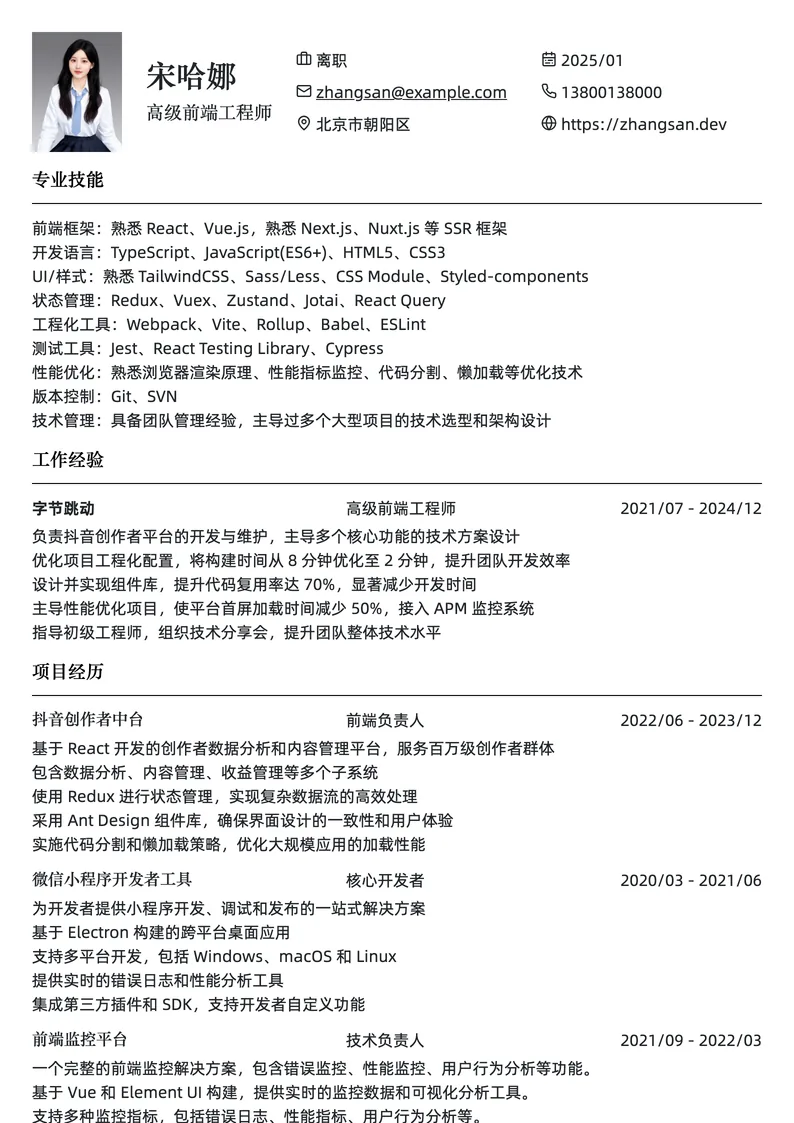 宋哈娜
高级前端工程师
离职
2025/01
zhangsan@example.com
13800138000
北京市朝阳区
https://zhangsan.dev
专业技能
前端框架：熟悉 React、Vue.js，熟悉 Next.js、Nuxt.js 等 SSR 框架
开发语言：TypeScript、JavaScript(ES6+)、HTML5、CSS3
UI/样式：熟悉 TailwindCSS、Sass/Less、CSS Module、Styled-components
状态管理：Redux、Vuex、Zustand、Jotai、React Query
工程化工具：Webpack、Vite、Rollup、Babel、ESLint
测试工具：Jest、React Testing Library、Cypress
性能优化：熟悉浏览器渲染原理、性能指标监控、代码分割、懒加载等优化技术
版本控制：Git、SVN
技术管理：具备团队管理经验，主导过多个大型项目的技术选型和架构设计
工作经验
字节跳动 高级前端工程师 2021/07 - 2024/12
负责抖音创作者平台的开发与维护，主导多个核心功能的技术方案设计
优化项目工程化配置，将构建时间从 8 分钟优化至 2 分钟，提升团队开发效率
设计并实现组件库，提升代码复用率达 70%，显著减少开发时间
主导性能优化项目，使平台首屏加载时间减少 50%，接入 APM 监控系统
指导初级工程师，组织技术分享会，提升团队整体技术水平
项目经历
抖音创作者中台 前端负责人 2022/06 - 2023/12
基于 React 开发的创作者数据分析和内容管理平台，服务百万级创作者群体
包含数据分析、内容管理、收益管理等多个子系统
使用 Redux 进行状态管理，实现复杂数据流的高效处理
采用 Ant Design 组件库，确保界面设计的一致性和用户体验
实施代码分割和懒加载策略，优化大规模应用的加载性能
微信小程序开发者工具 核心开发者 2020/03 - 2021/06
为开发者提供小程序开发、调试和发布的一站式解决方案
基于 Electron 构建的跨平台桌面应用
支持多平台开发，包括 Windows、macOS 和 Linux
提供实时的错误日志和性能分析工具
集成第三方插件和 SDK，支持开发者自定义功能
前端监控平台 技术负责人 2021/09 - 2022/03
一个完整的前端监控解决方案，包含错误监控、性能监控、用户行为分析等功能。
基于 Vue 和 Element UI 构建，提供实时的监控数据和可视化分析工具。
支持多种监控指标，包括错误日志、性能指标、用户行为分析等。